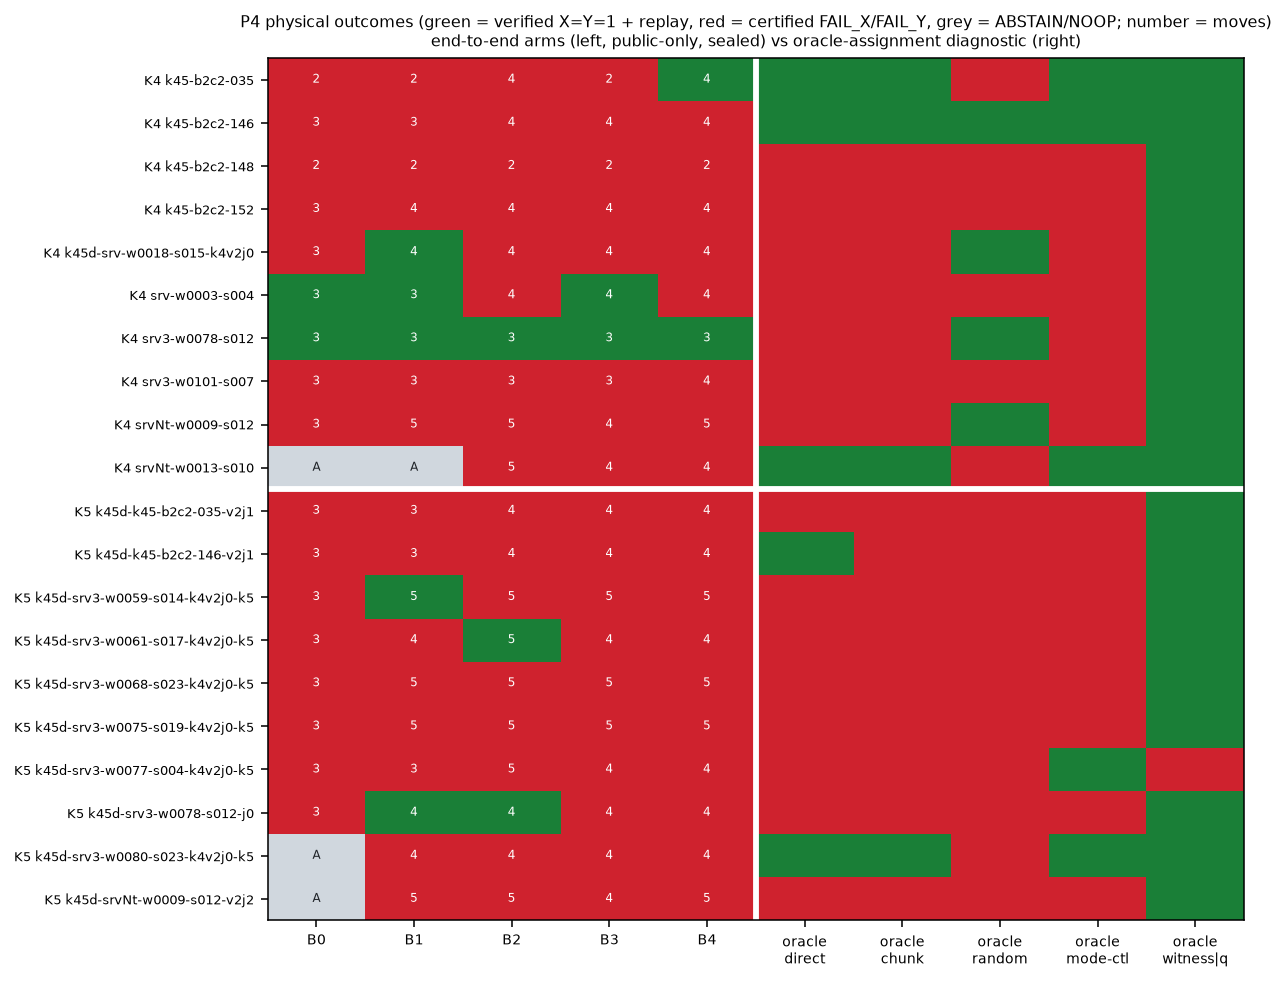 P4 physical outcomes (green = verified X=Y=1 + replay, red = certified FAIL_X/FAIL_Y, grey = ABSTAIN/NOOP; number = moves)
end-to-end arms (left, public-only, sealed) vs oracle-assignment diagnostic (right)
K4 k45-b2c2-035 2 2 4 2 4
K4 k45-b2c2-146 3 3 4 4 4
K4 k45-b2c2-148 2 2 2 2 2
K4 k45-b2c2-152 3 4 4 4 4
K4 k45d-srv-w0018-s015-k4v2j0 3 4 4 4 4
K4 srv-w0003-s004 3 3 4 4 4
K4 srv3-w0078-s012 3 3 3 3 3
K4 srv3-w0101-s007 3 3 3 3 4
K4 srvNt-w0009-s012 3 5 5 4 5
K4 srvNt-w0013-s010 A A 5 4 4
K5 k45d-k45-b2c2-035-v2j1 3 3 4 4 4
K5 k45d-k45-b2c2-146-v2j1 3 3 4 4 4
K5 k45d-srv3-w0059-s014-k4v2j0-k5 3 5 5 5 5
K5 k45d-srv3-w0061-s017-k4v2j0-k5 3 4 5 4 4
K5 k45d-srv3-w0068-s023-k4v2j0-k5 3 5 5 5 5
K5 k45d-srv3-w0075-s019-k4v2j0-k5 3 5 5 5 5
K5 k45d-srv3-w0077-s004-k4v2j0-k5 3 3 5 4 4
K5 k45d-srv3-w0078-s012-j0 3 4 4 4 4
K5 k45d-srv3-w0080-s023-k4v2j0-k5 A 4 4 4 4
K5 k45d-srvNt-w0009-s012-v2j2 A 5 5 4 5
B0 B1 B2 B3 B4 oracle oracle oracle oracle oracle
direct chunk random mode-ctl witness|q